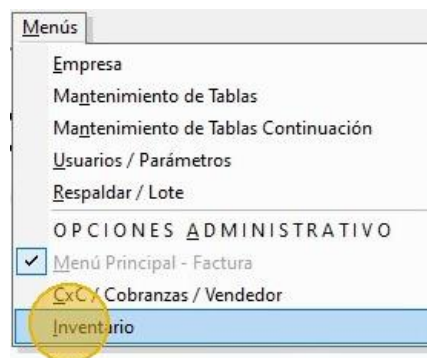 Menús
Empresa
Mantenimiento de Tablas
Mantenimiento de Tablas Continuación
Usuarios / Parámetros
Respaldar / Lote
OPCIONES ADMINISTRATIVO
Menú Principal - Factura
CxC / Cobranzas / Vendedor
Inventario